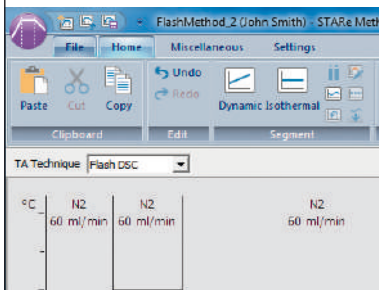 FlashMethod_2 (John Smith) - STARe Met
File Home Miscellaneous Settings
Paste Cut Copy
Undo
Redo
Dynamic Isothermal
Clipboard Edit Segment
TA Technique Flash DSC
°C N2 N2 N2
60 ml/min 60 ml/min 60 ml/min